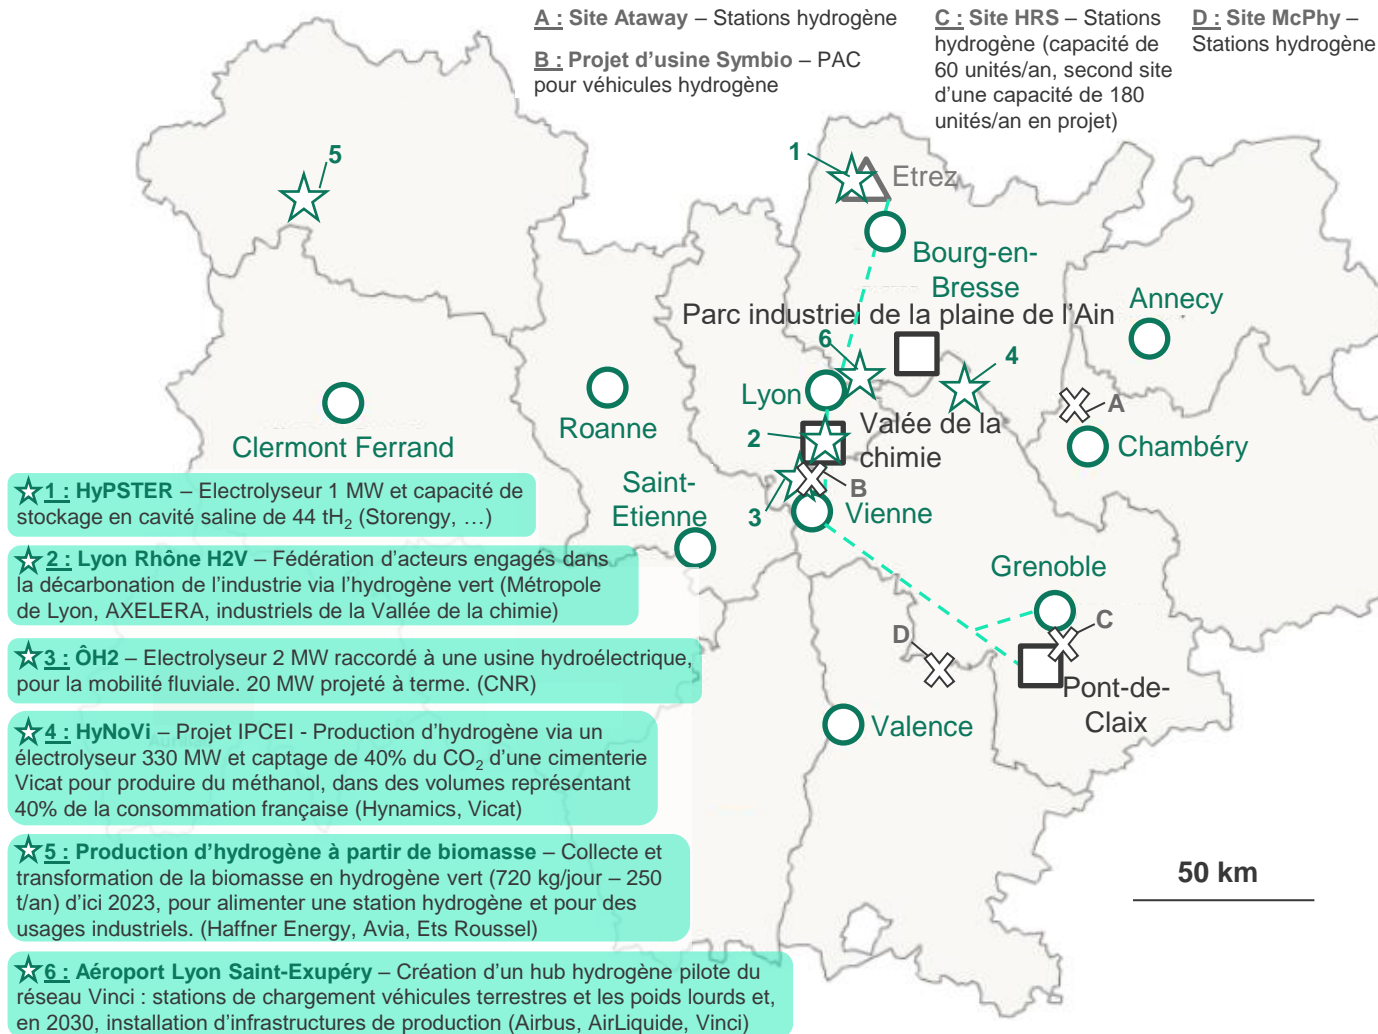 A : Site Ataway – Stations hydrogène
B : Projet d'usine Symbio – PAC
pour véhicules hydrogène
C : Site HRS – Stations
hydrogène (capacité de
60 unités/an, second site
d'une capacité de 180
unités/an en projet)
D : Site McPhy –
Stations hydrogène
5
1
Etrez
Bourg-en-
Bresse
Parc industriel de la plaine de l'Ain
Annecy
6
4
Lyon
A
Clermont Ferrand
Roanne
2
Valée de la
chimie
Chambéry
Saint-
Etienne
B
3
Vienne
Grenoble
D
C
Pont-de-
Claix
Valence
50 km
1 : HyPSTER – Electrolyseur 1 MW et capacité de
stockage en cavité saline de 44 tH2 (Storengy, …)
2 : Lyon Rhône H2V – Fédération d'acteurs engagés dans
la décarbonation de l'industrie via l'hydrogène vert (Métropole
de Lyon, AXELERA, industriels de la Vallée de la chimie)
3 : ÔH2 – Electrolyseur 2 MW raccordé à une usine hydroélectrique,
pour la mobilité fluviale. 20 MW projeté à terme. (CNR)
4 : HyNoVi – Projet IPCEI - Production d'hydrogène via un
électrolyseur 330 MW et captage de 40% du CO2 d'une cimenterie
Vicat pour produire du méthanol, dans des volumes représentant
40% de la consommation française (Hynamics, Vicat)
5 : Production d'hydrogène à partir de biomasse – Collecte et
transformation de la biomasse en hydrogène vert (720 kg/jour – 250
t/an) d'ici 2023, pour alimenter une station hydrogène et pour des
usages industriels. (Haffner Energy, Avia, Ets Roussel)
6 : Aéroport Lyon Saint-Exupéry – Création d'un hub hydrogène pilote du
réseau Vinci : stations de chargement véhicules terrestres et les poids lourds et,
en 2030, installation d'infrastructures de production (Airbus, AirLiquide, Vinci)